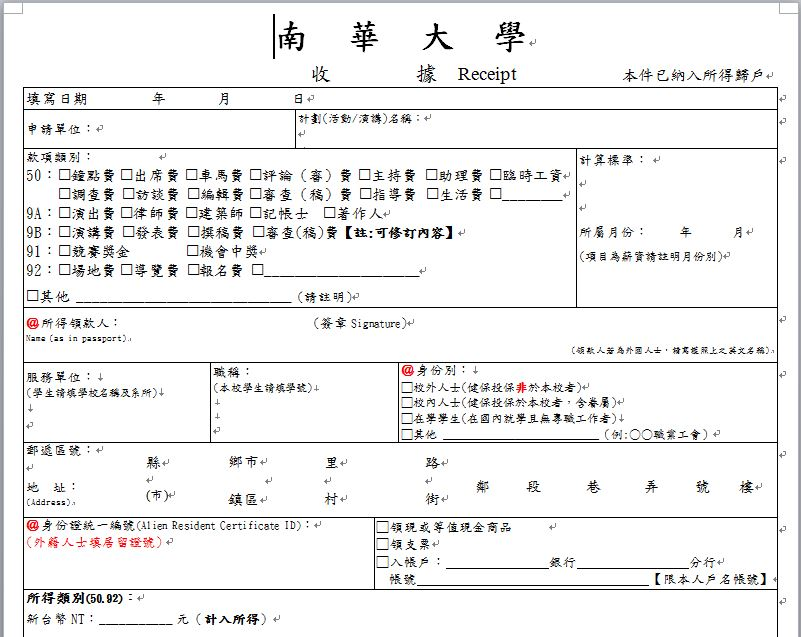 南華大學
收據 Receipt 本件已納入所得歸戶
填寫日期 年 月 日
申請單位：
計劃(活動/演講)名稱：
款項類別：
50：□鐘點費□出席費□車馬費□評論（審）費□主持費□助理費□臨時工資
□調查費□訪談費□編輯費□審查（稿）費□指導費 □生活費□________
9A：□演出費□律師費□建築師□記帳士 □著作人
9B：□演講費□發表費□撰稿費□審查(稿)費【註:可修訂內容】
91：□競賽獎金 □機會中獎
92：□場地費□導覽費□報名費 □____________________
□其他 ____________________________（請註明）
計算標準：
所屬月份： 年 月
(項目為薪資請註明月份別)
@所得領款人： (簽章 Signature)
Name (as in passport).
(領款人若為外國人士，請寫護照上之英文名稱)
服務單位：
(學生請填學校名稱及系所)
職稱：
(本校學生請填學號)
@身份別：
□校外人士(健保投保非於本校者)
□校內人士(健保投保於本校者，含眷屬)
□在學學生(在國內就學且無專職工作者)
□其他 ____________________（例:○○職業工會）
郵遞區號：
縣 鄉市 里 路
地 址： 鄰 段 巷 弄 號 樓
(Address). (市) 鎮區 村 街
@身份證統一編號(Alien Resident Certificate ID)：
(外籍人士填居留證號)
□領現或等值現金商品
□領支票
□入帳戶：______________銀行______________分行
帳號______________________________【限本人戶名帳號】
所得類別(50.92)：
新台幣 NT：__________ 元（計入所得）